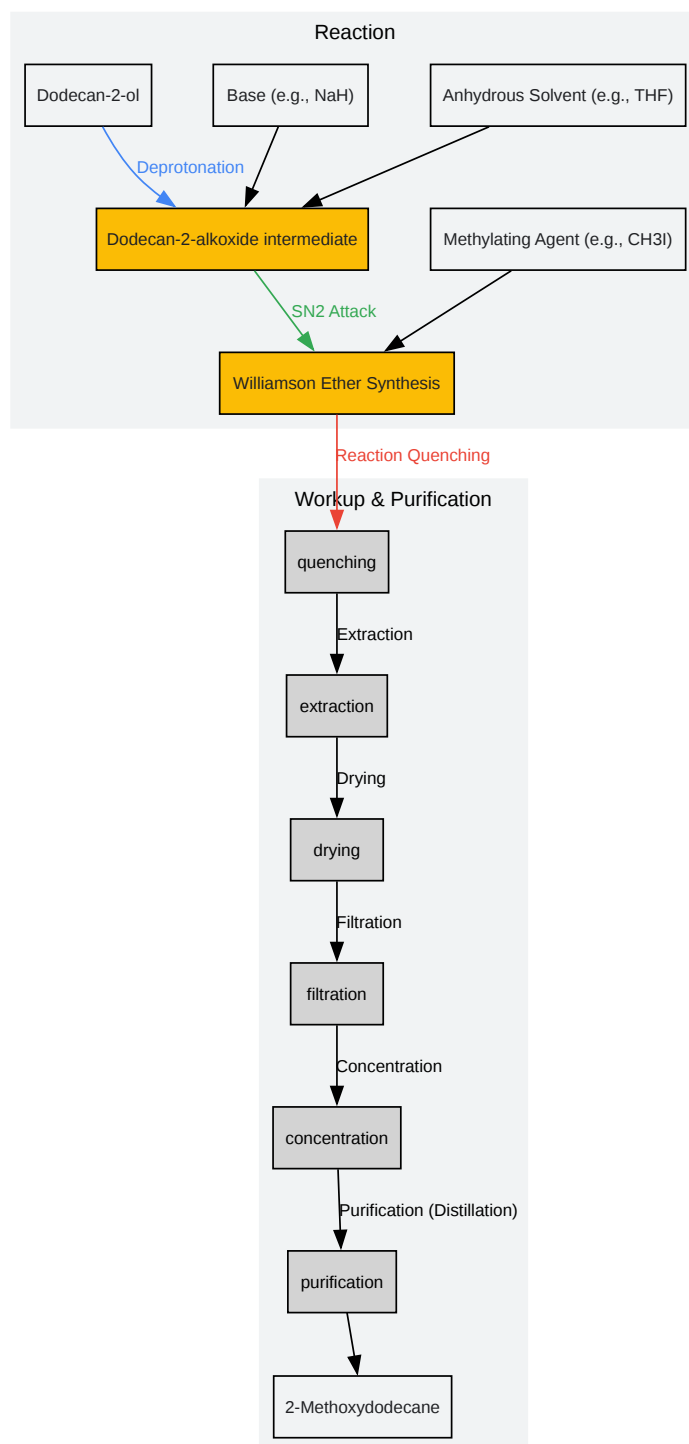 Reaction
Dodecan-2-ol
Base (e.g., NaH)
Anhydrous Solvent (e.g., THF)
Deprotonation
Dodecan-2-alkoxide intermediate
Methylating Agent (e.g., CH3I)
SN2 Attack
Williamson Ether Synthesis
Reaction Quenching
Workup & Purification
quenching
Extraction
extraction
Drying
drying
Filtration
filtration
Concentration
concentration
Purification (Distillation)
purification
2-Methoxydodecane